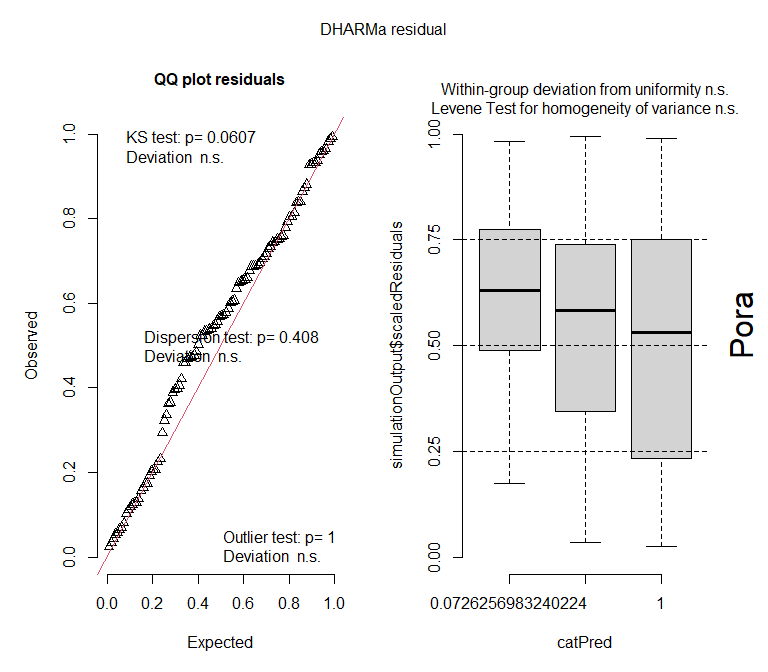 DHARMa residual
QQ plot residuals
KS test: p= 0.0607
Deviation n.s.
Dispersion test: p= 0.408
Deviation n.s.
Outlier test: p= 1
Deviation n.s.
Observed
0.0 0.2 0.4 0.6 0.8 1.0
0.0 0.2 0.4 0.6 0.8 1.0
Expected
Within-group deviation from uniformity n.s.
Levene Test for homogeneity of variance n.s.
simulationOutput$scaledResiduals
0.00 0.25 0.50 0.75 1.00
0.0726256983240224 1
catPred
Pora